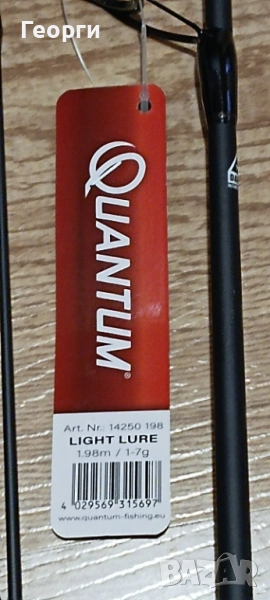 Георги
QUANTUM®
Art. Nr.: 14250 198
LIGHT LURE
1.98m / 1-7g
4 029569 315697
www.quantum-fishing.eu
БАЗАР